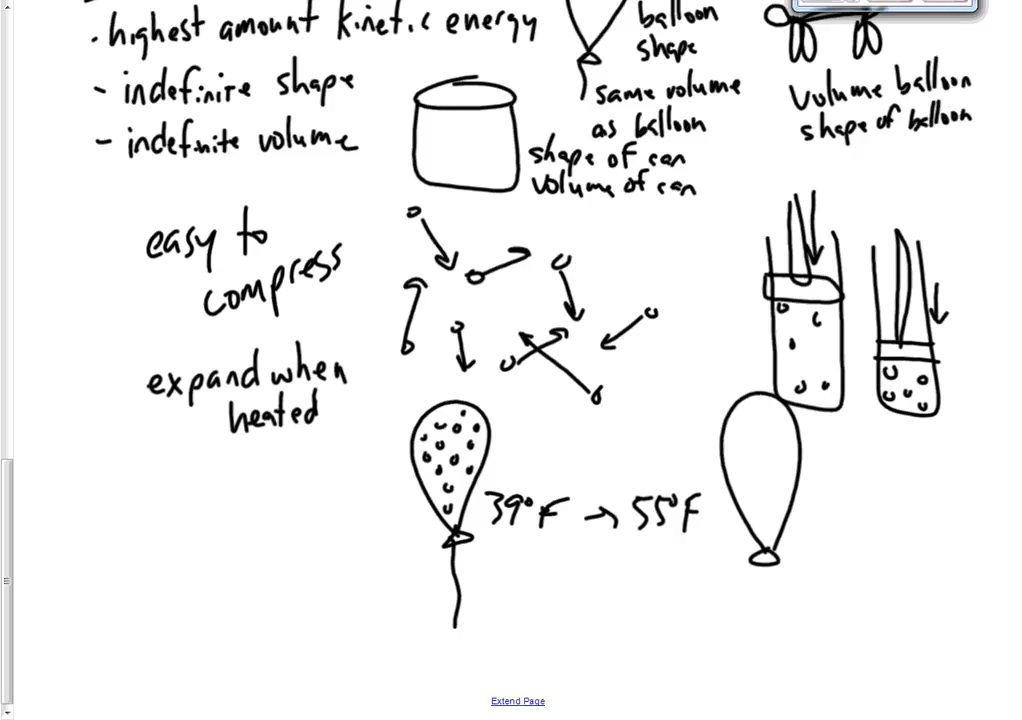 . highest amount kinetic energy
- indefinire shape
- indefinite volume
balloon
shape
same volume
as balloon
shape of can
volume of can
volume balloon
shape of balloon
easy to
compress
expand when
heated
39°F → 55°F
Extend Page